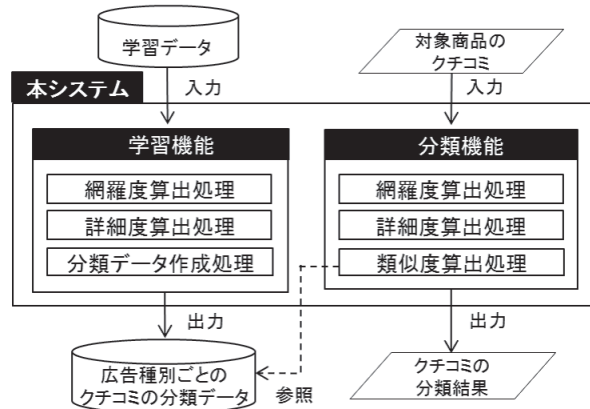 学習データ
対象商品の
クチコミ
入力
入力
本システム
学習機能
網羅度算出処理
詳細度算出処理
分類データ作成処理
分類機能
網羅度算出処理
詳細度算出処理
類似度算出処理
出力
出力
広告種別ごとの
クチコミの分類データ
参照
クチコミの
分類結果